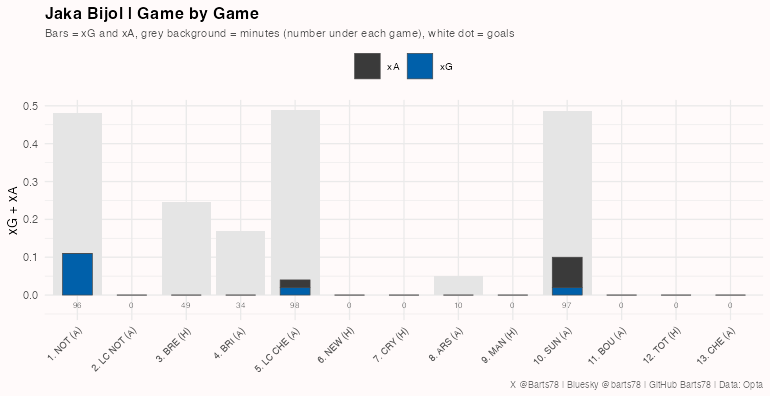 Jaka Bijol | Game by Game
Bars = xG and xA, grey background = minutes (number under each game), white dot = goals
xA xG
xG + xA
0.5
0.4
0.3
0.2
0.1
0.0
96 0 49 34 98 0 0 10 0 97 0 0 0
1. NOT (A) 2. LC NOT (A) 3. BRE (H) 4. BRI (A) 5. LC CHE (A) 6. NEW (H) 7. CRY (H) 8. ARS (A) 9. MAN (H) 10. SUN (A) 11. BOU (A) 12. TOT (H) 13. CHE (A)
X @Barts78 | Bluesky @barts78 | GitHub Barts78 | Data: Opta